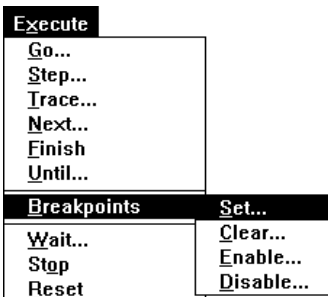 Execute
Go...
Step...
Trace...
Next...
Finish
Until...
Breakpoints
Set...
Clear...
Enable...
Disable...
Wait...
Stop
Reset